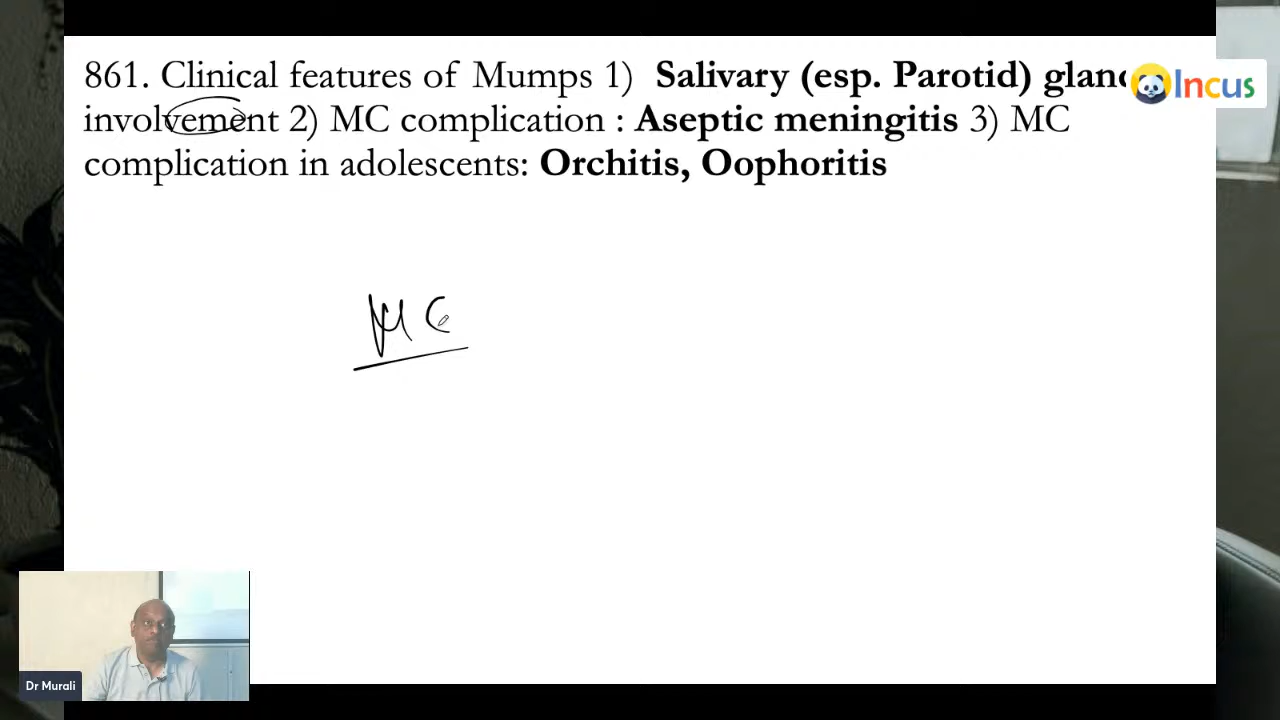 861. Clinical features of Mumps 1) Salivary (esp. Parotid) gland
involvement 2) MC complication : Aseptic meningitis 3) MC
complication in adolescents: Orchitis, Oophoritis
Incus
MC
Dr Murali